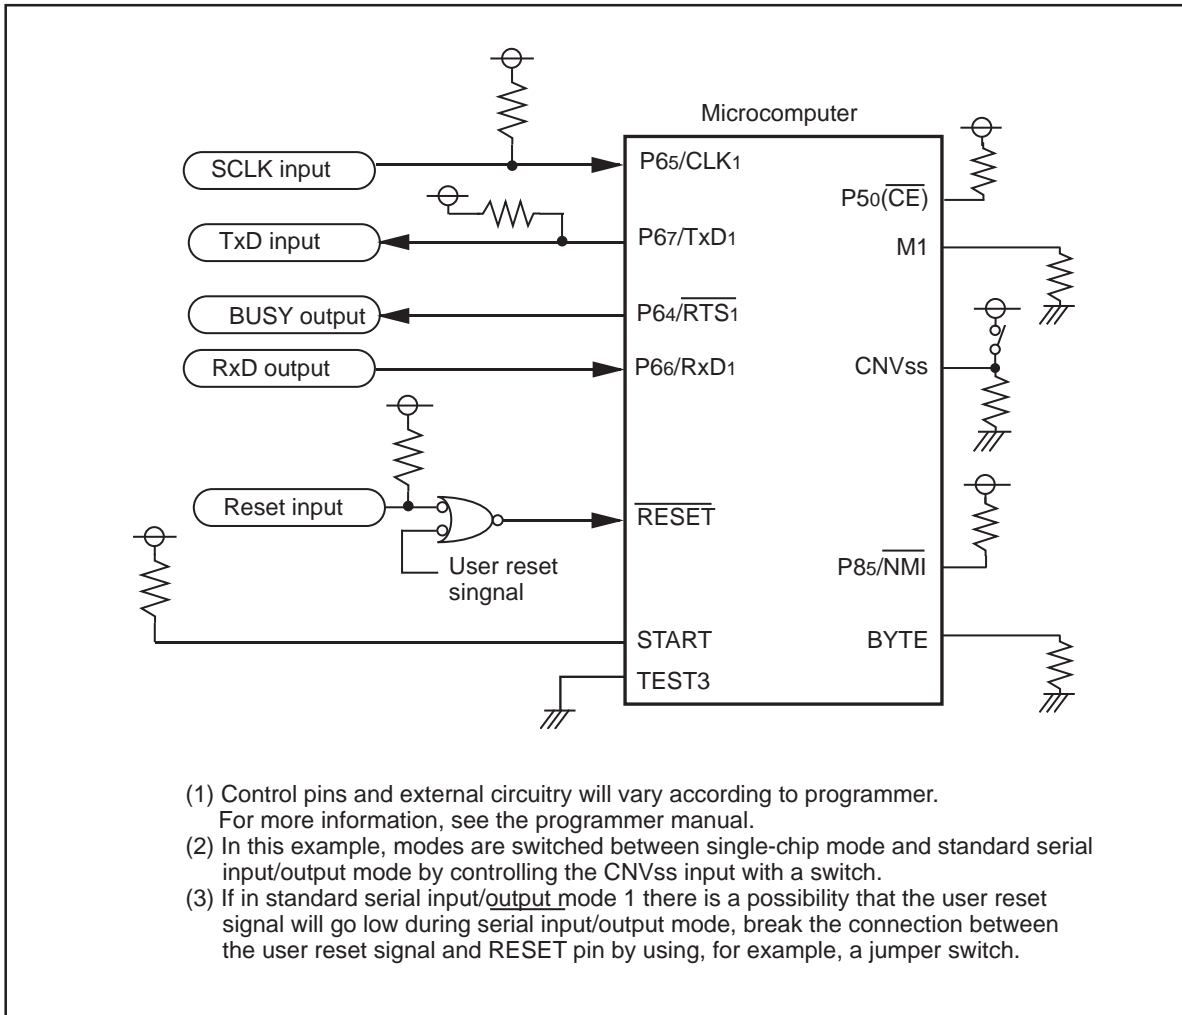 Microcomputer
SCLK input
P65/CLK1
P50(CE)
TxD input
P67/TxD1
M1
BUSY output
P64/RTS1
RxD output
P66/RxD1
CNVss
Reset input
RESET
User reset
singnal
P85/NMI
START
BYTE
TEST3
(1) Control pins and external circuitry will vary according to programmer.
For more information, see the programmer manual.
(2) In this example, modes are switched between single-chip mode and standard serial
input/output mode by controlling the CNVss input with a switch.
(3) If in standard serial input/output mode 1 there is a possibility that the user reset
signal will go low during serial input/output mode, break the connection between
the user reset signal and RESET pin by using, for example, a jumper switch.